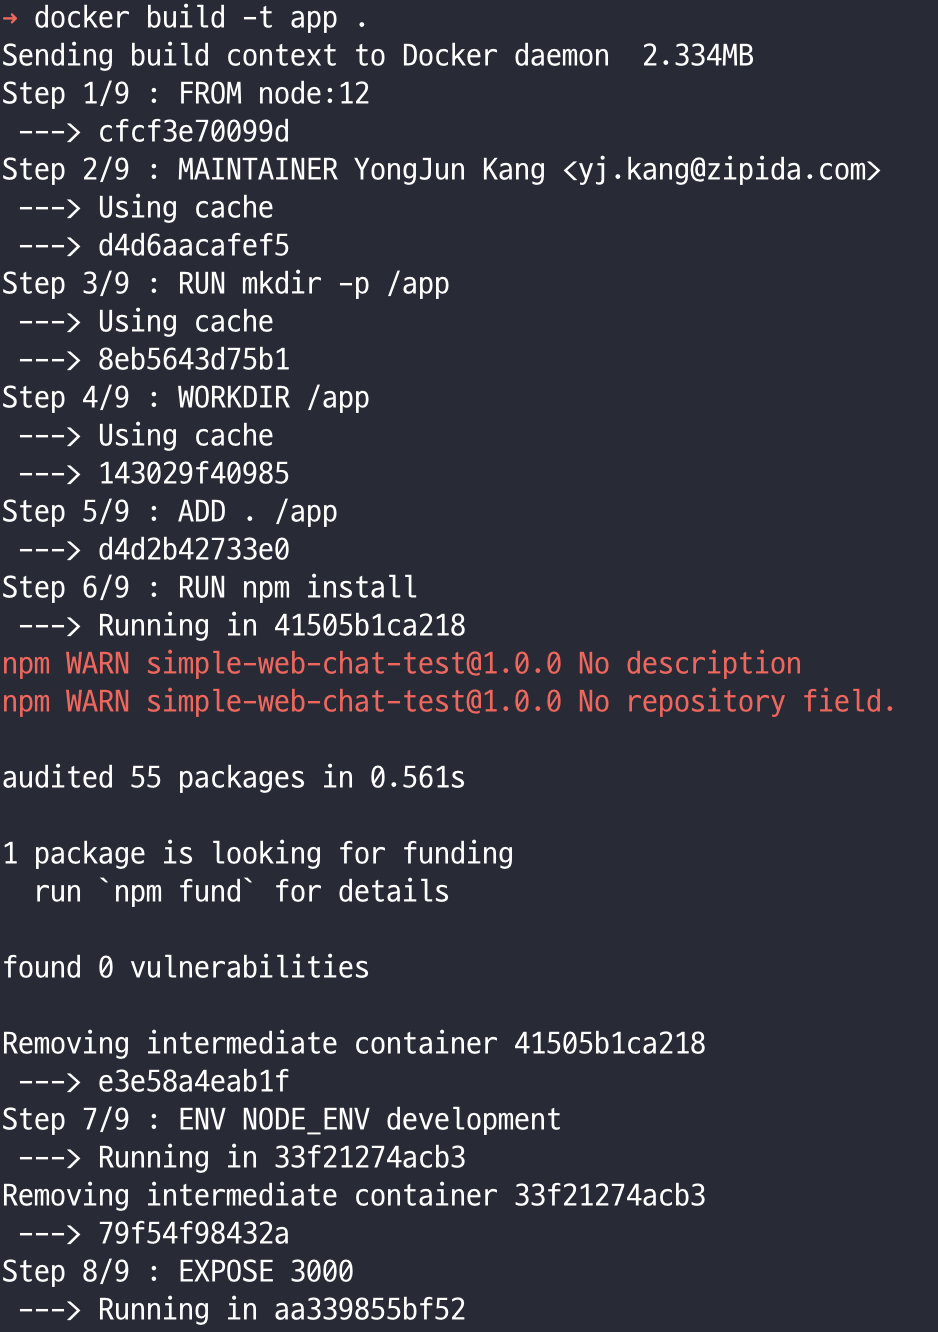 → docker build -t app .
Sending build context to Docker daemon  2.334MB
Step 1/9 : FROM node:12
 ---> cfcf3e70099d
Step 2/9 : MAINTAINER YongJun Kang <yj.kang@zipida.com>
 ---> Using cache
 ---> d4d6aacafef5
Step 3/9 : RUN mkdir -p /app
 ---> Using cache
 ---> 8eb5643d75b1
Step 4/9 : WORKDIR /app
 ---> Using cache
 ---> 143029f40985
Step 5/9 : ADD . /app
 ---> d4d2b42733e0
Step 6/9 : RUN npm install
 ---> Running in 41505b1ca218
npm WARN simple-web-chat-test@1.0.0 No description
npm WARN simple-web-chat-test@1.0.0 No repository field.
audited 55 packages in 0.561s
1 package is looking for funding
  run `npm fund` for details
found 0 vulnerabilities
Removing intermediate container 41505b1ca218
 ---> e3e58a4eab1f
Step 7/9 : ENV NODE_ENV development
 ---> Running in 33f21274acb3
Removing intermediate container 33f21274acb3
 ---> 79f54f98432a
Step 8/9 : EXPOSE 3000
 ---> Running in aa339855bf52